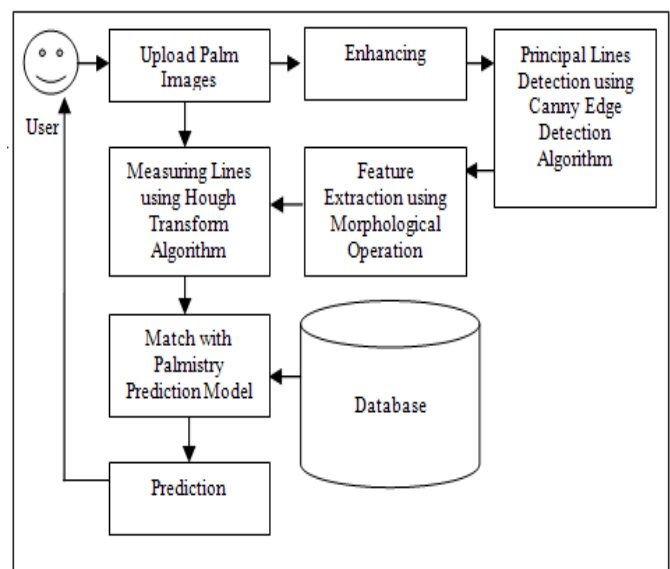 Upload Palm
Images
Enhancing
Principal Lines
Detection using
Canny Edge
Detection
Algorithm
User
Measuring Lines
using Hough
Transform
Algorithm
Feature
Extraction using
Morphological
Operation
Match with
Palmistry
Prediction Model
Database
Prediction